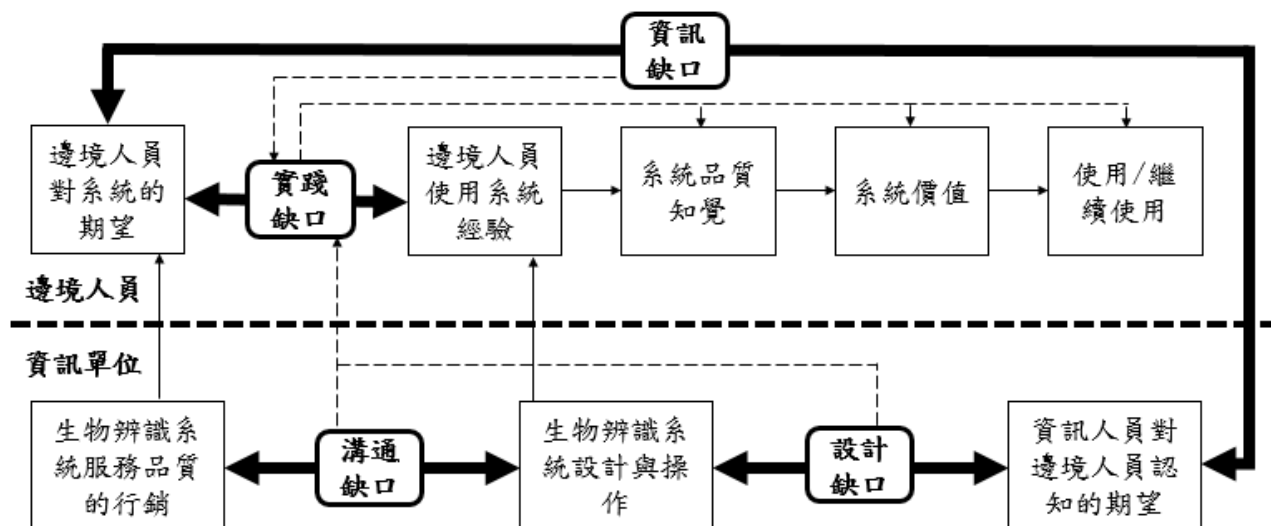 資訊
缺口
邊境人員
對系統的
期望
實踐
缺口
邊境人員
使用系統
經驗
系統品質
知覺
系統價值
使用/繼
續使用
邊境人員
資訊單位
生物辨識系
統服務品質
的行銷
溝通
缺口
生物辨識系
統設計與操
作
設計
缺口
資訊人員對
邊境人員認
知的期望